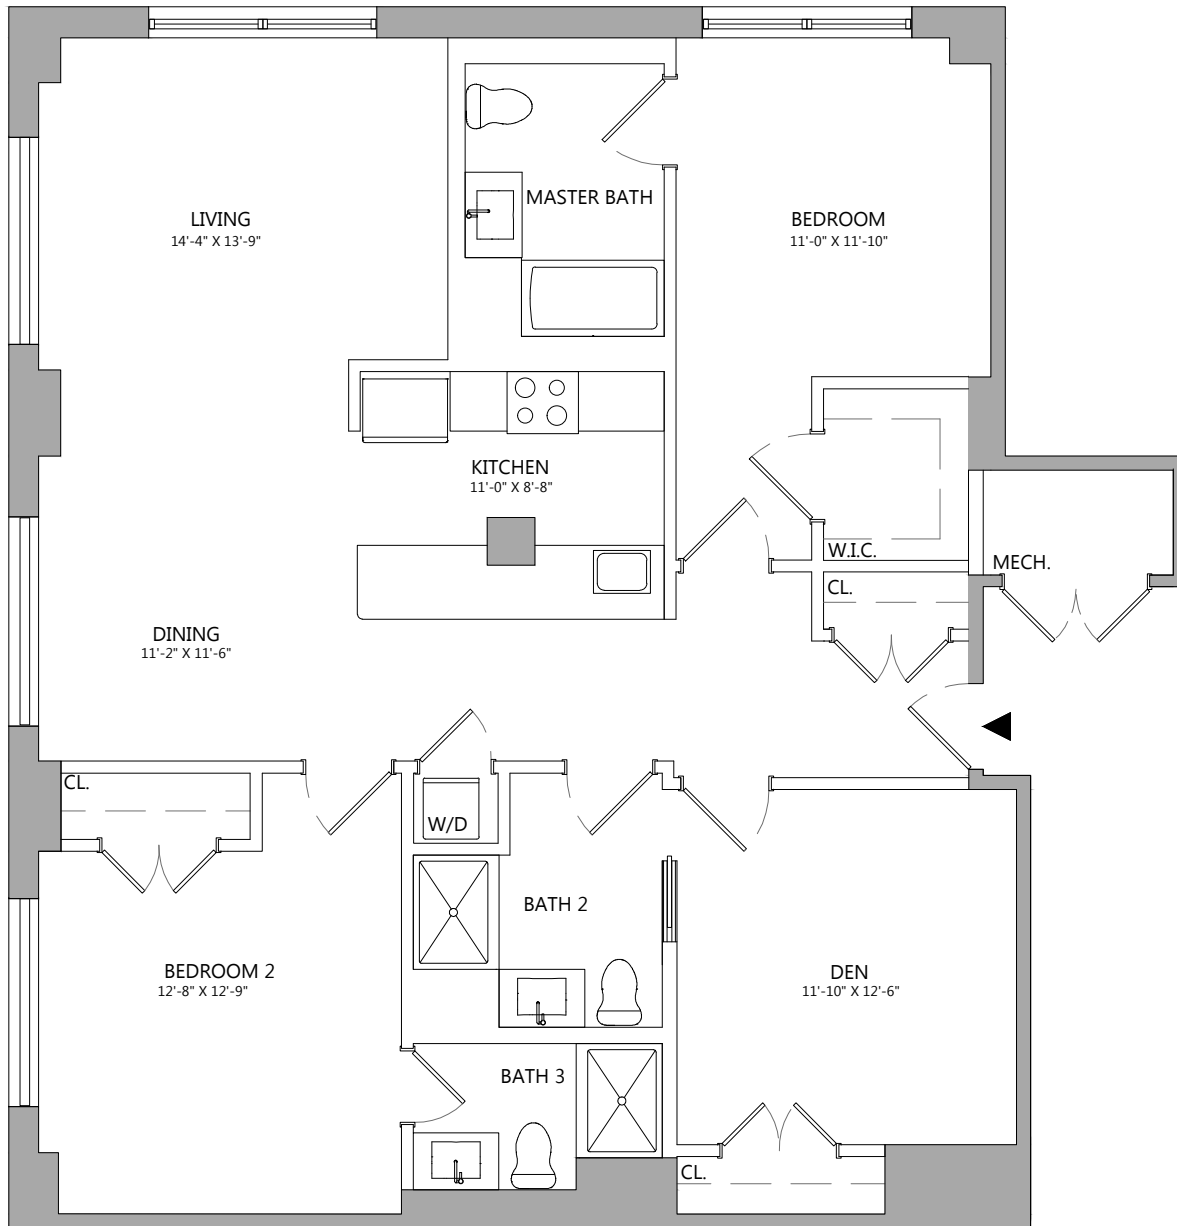 LIVING
14'-4" X 13'-9"
MASTER BATH
BEDROOM
11'-0" X 11'-10"
KITCHEN
11'-0" X 8'-8"
W.I.C.
MECH.
CL.
DINING
11'-2" X 11'-6"
CL.
W/D
BATH 2
BEDROOM 2
12'-8" X 12'-9"
DEN
11'-10" X 12'-6"
BATH 3
CL.